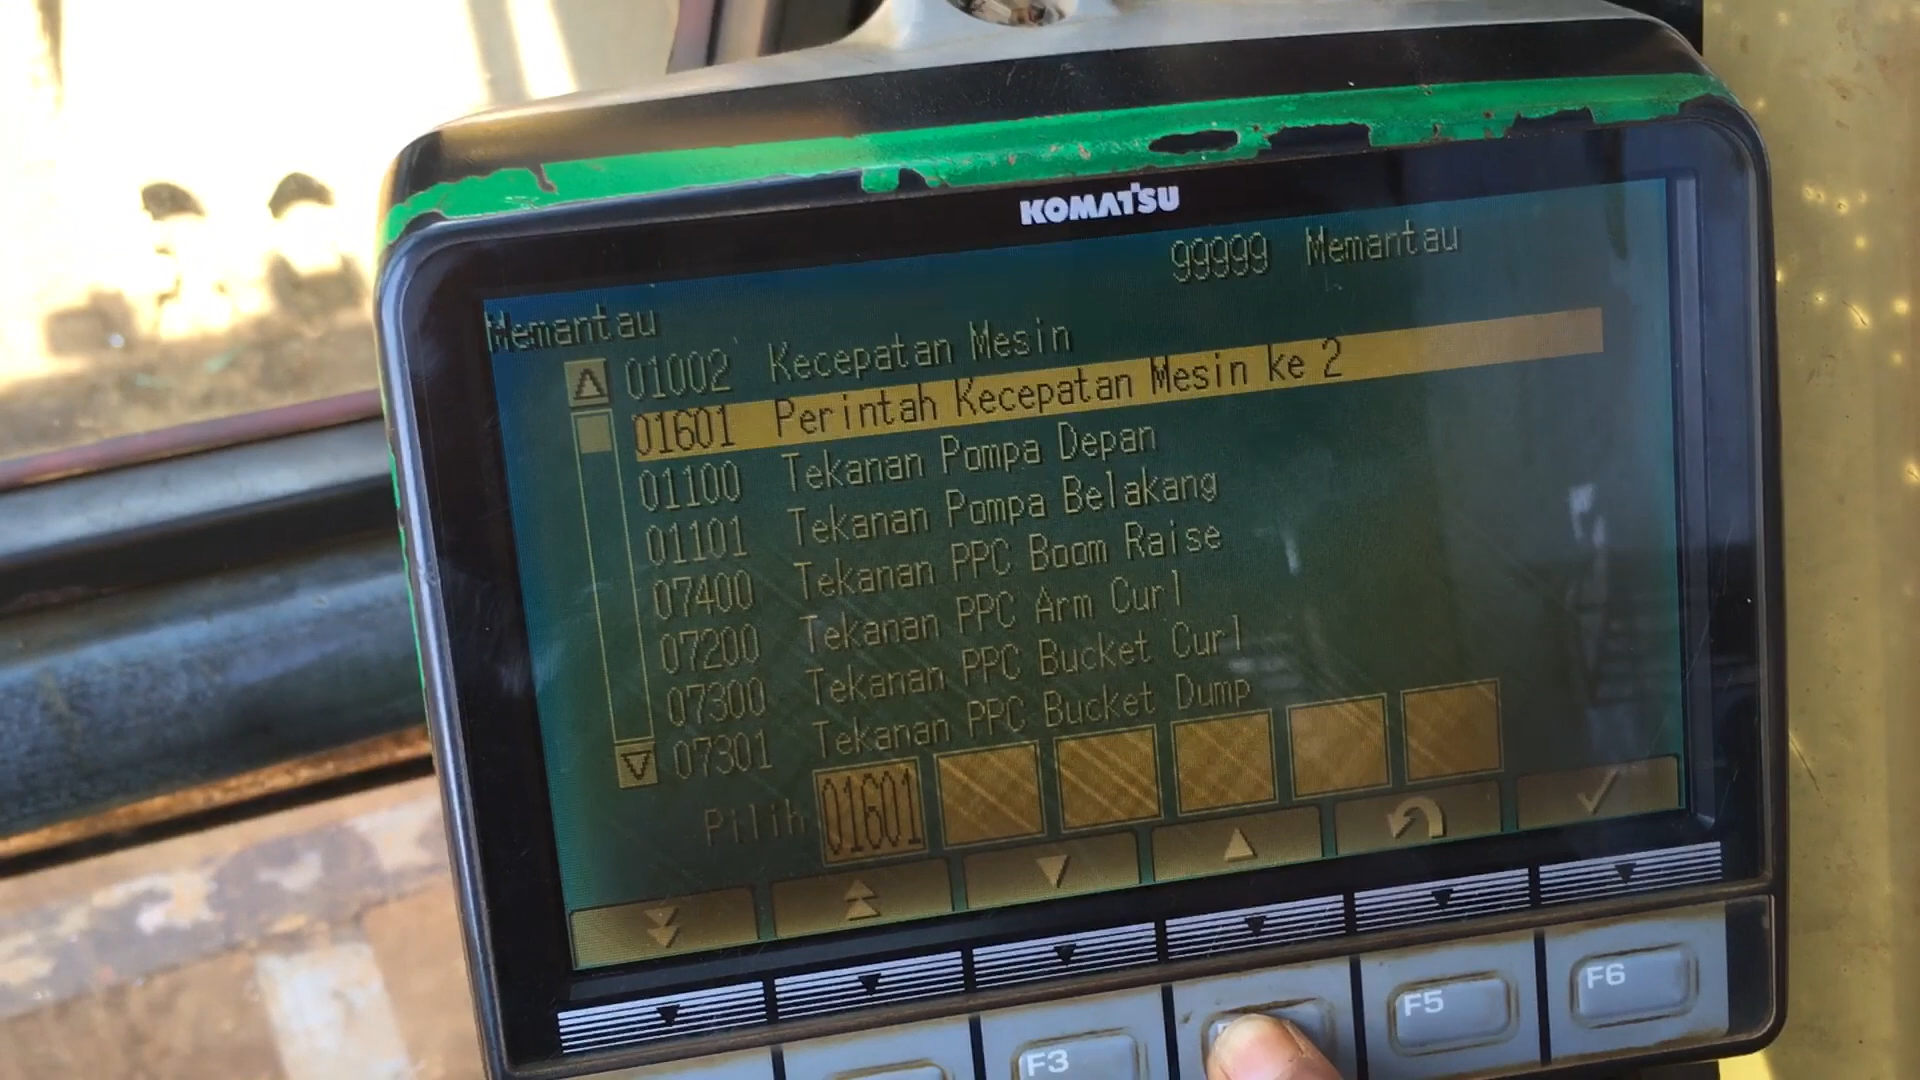 KOMATSU
99999 Memantau
Memantau
01002 Kecepatan Mesin
01601 Perintah Kecepatan Mesin ke 2
01100 Tekanan Pompa Depan
01101 Tekanan Pompa Belakang
07400 Tekanan PPC Boom Raise
07200 Tekanan PPC Arm Curl
07300 Tekanan PPC Bucket Curl
07301 Tekanan PPC Bucket Dump
Pilih 01601
F3
F5
F6